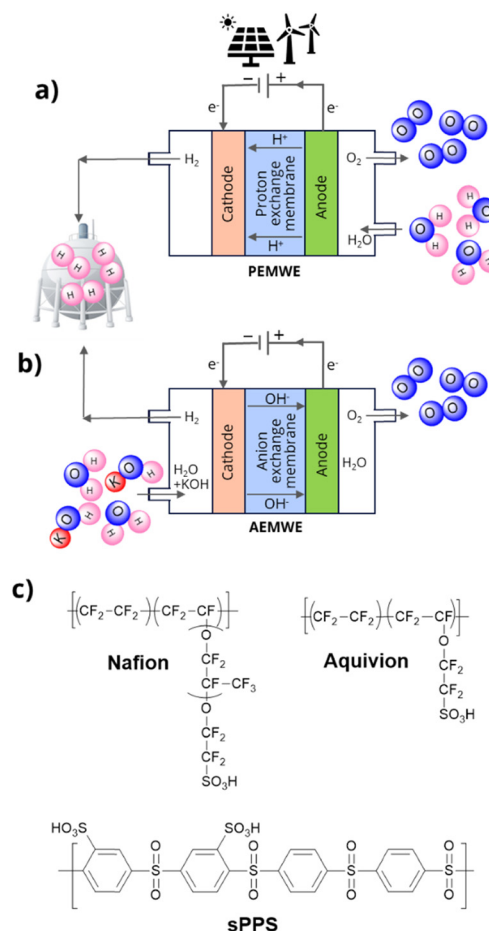 a)
− +
e-
e-
H+
H2
Cathode
Proton exchange membrane
Anode
O2
H+
H2O
PEMWE
O O
O O
O O
H H
O H
H O
H H
H H
H H
H H
b)
− +
e-
e-
OH-
H2
Cathode
Anion exchange membrane
Anode
O2
H2O
+KOH
H2O
OH-
AEMWE
O O
O O
O O
H
O H
K O H
H O H
K O H
c)
[(CF2-CF2)(CF2-CF)]
O
CF2
CF-CF3
O
CF2
CF2
SO3H
Nafion
[(CF2-CF2)(CF2-CF)]
O
CF2
CF2
SO3H
Aquivion
HO3S SO3H
O O O O
S S S S
O O O O
sPPS